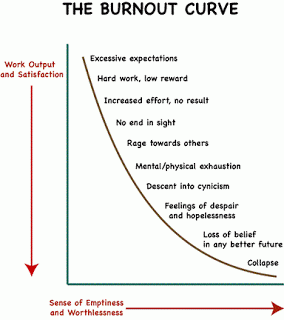 THE BURNOUT CURVE
Work Output
and Satisfaction
Excessive expectations
Hard work, low reward
Increased effort, no result
No end in sight
Rage towards others
Mental/physical exhaustion
Descent into cynicism
Feelings of despair
and hopelessness
Loss of belief
in any better future
Collapse
Sense of Emptiness
and Worthlessness